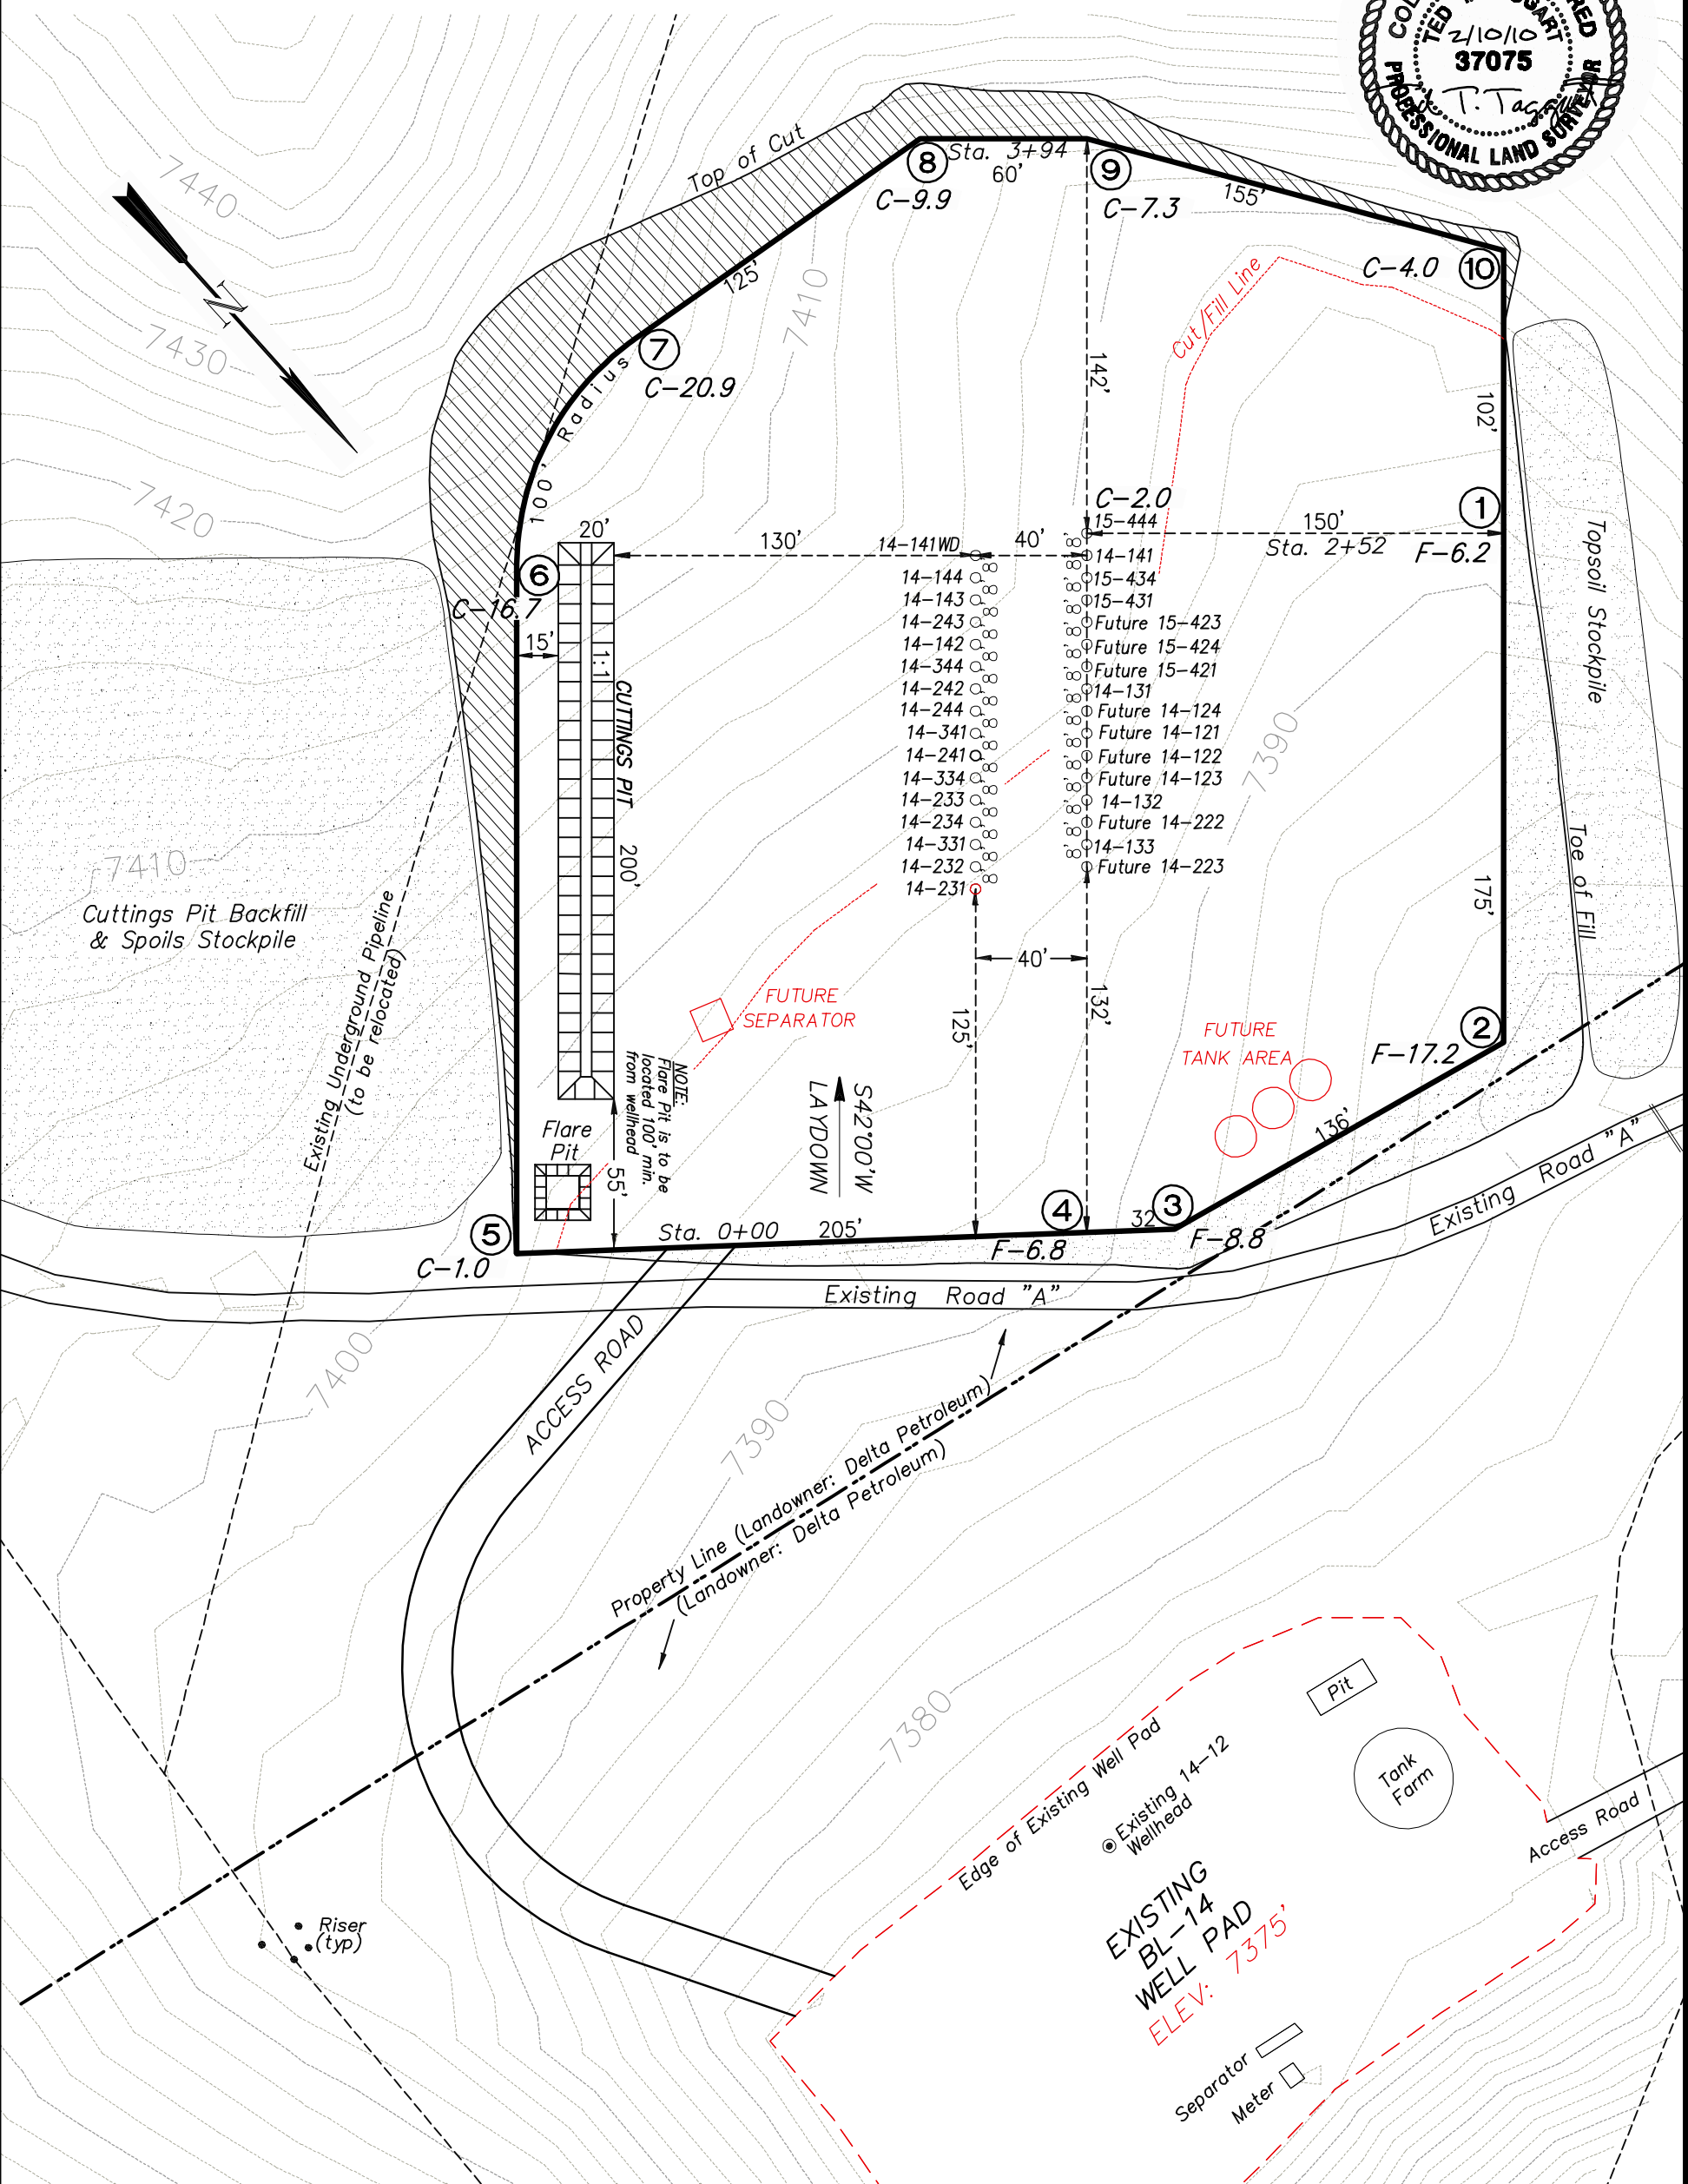 2/10/10
37075
PROFESSIONAL LAND SURVEYOR
7440
7430
7420
7410
N
Top of Cut
8
Sta. 3+94
60'
C-9.9
9
C-7.3
155'
C-4.0
10
125'
7410
Cut/Fill Line
7
C-20.9
100' Radius
142'
102'
C-2.0
1
150'
Sta. 2+52
F-6.2
20'
130'
40'
6
C-16.7
15'
1:1
CUTTINGS PIT 200'
14-141WD
14-144
14-143
14-243
14-142
14-344
14-242
14-244
14-341
14-241
14-334
14-233
14-234
14-331
14-232
14-231
15-444
14-141
15-434
15-431
Future 15-423
Future 15-424
Future 15-421
14-131
Future 14-124
Future 14-121
Future 14-122
Future 14-123
14-132
Future 14-222
14-133
Future 14-223
7390
Topsoil Stockpile
Toe of Fill
175'
Cuttings Pit Backfill
& Spoils Stockpile
Existing Underground Pipeline
(to be relocated)
40'
125'
132'
FUTURE
SEPARATOR
FUTURE
TANK AREA
2
F-17.2
136'
NOTE:
Flare Pit is to be
located 100' min.
from wellhead
S42°00'W
LAYDOWN
Flare
Pit
55'
5
C-1.0
Sta. 0+00
205'
4
F-6.8
32'
3
F-8.8
Existing Road "A"
Existing Road "A"
ACCESS ROAD
7400
7390
Property Line (Landowner: Delta Petroleum)
(Landowner: Delta Petroleum)
7380
Pit
Tank
Farm
Edge of Existing Well Pad
Existing 14-12
Wellhead
Access Road
EXISTING
BL-14
WELL PAD
ELEV: 7375'
Riser
(typ)
Separator
Meter